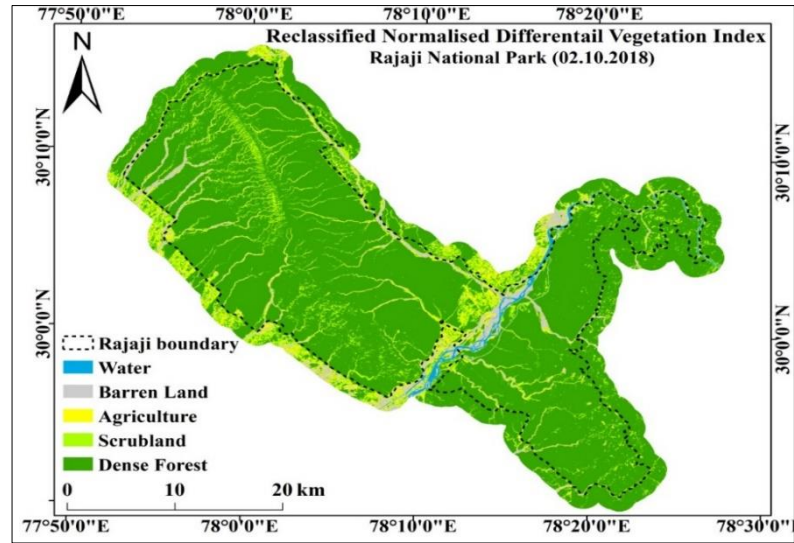 77°50'0"E 78°0'0"E 78°10'0"E 78°20'0"E
Reclassified Normalised Differentail Vegetation Index
Rajaji National Park (02.10.2018)
N
30°10'0"N
30°10'0"N
30°0'0"N
30°0'0"N
Rajaji boundary
Water
Barren Land
Agriculture
Scrubland
Dense Forest
0 10 20 km
77°50'0"E 78°0'0"E 78°10'0"E 78°20'0"E 78°30'0"E